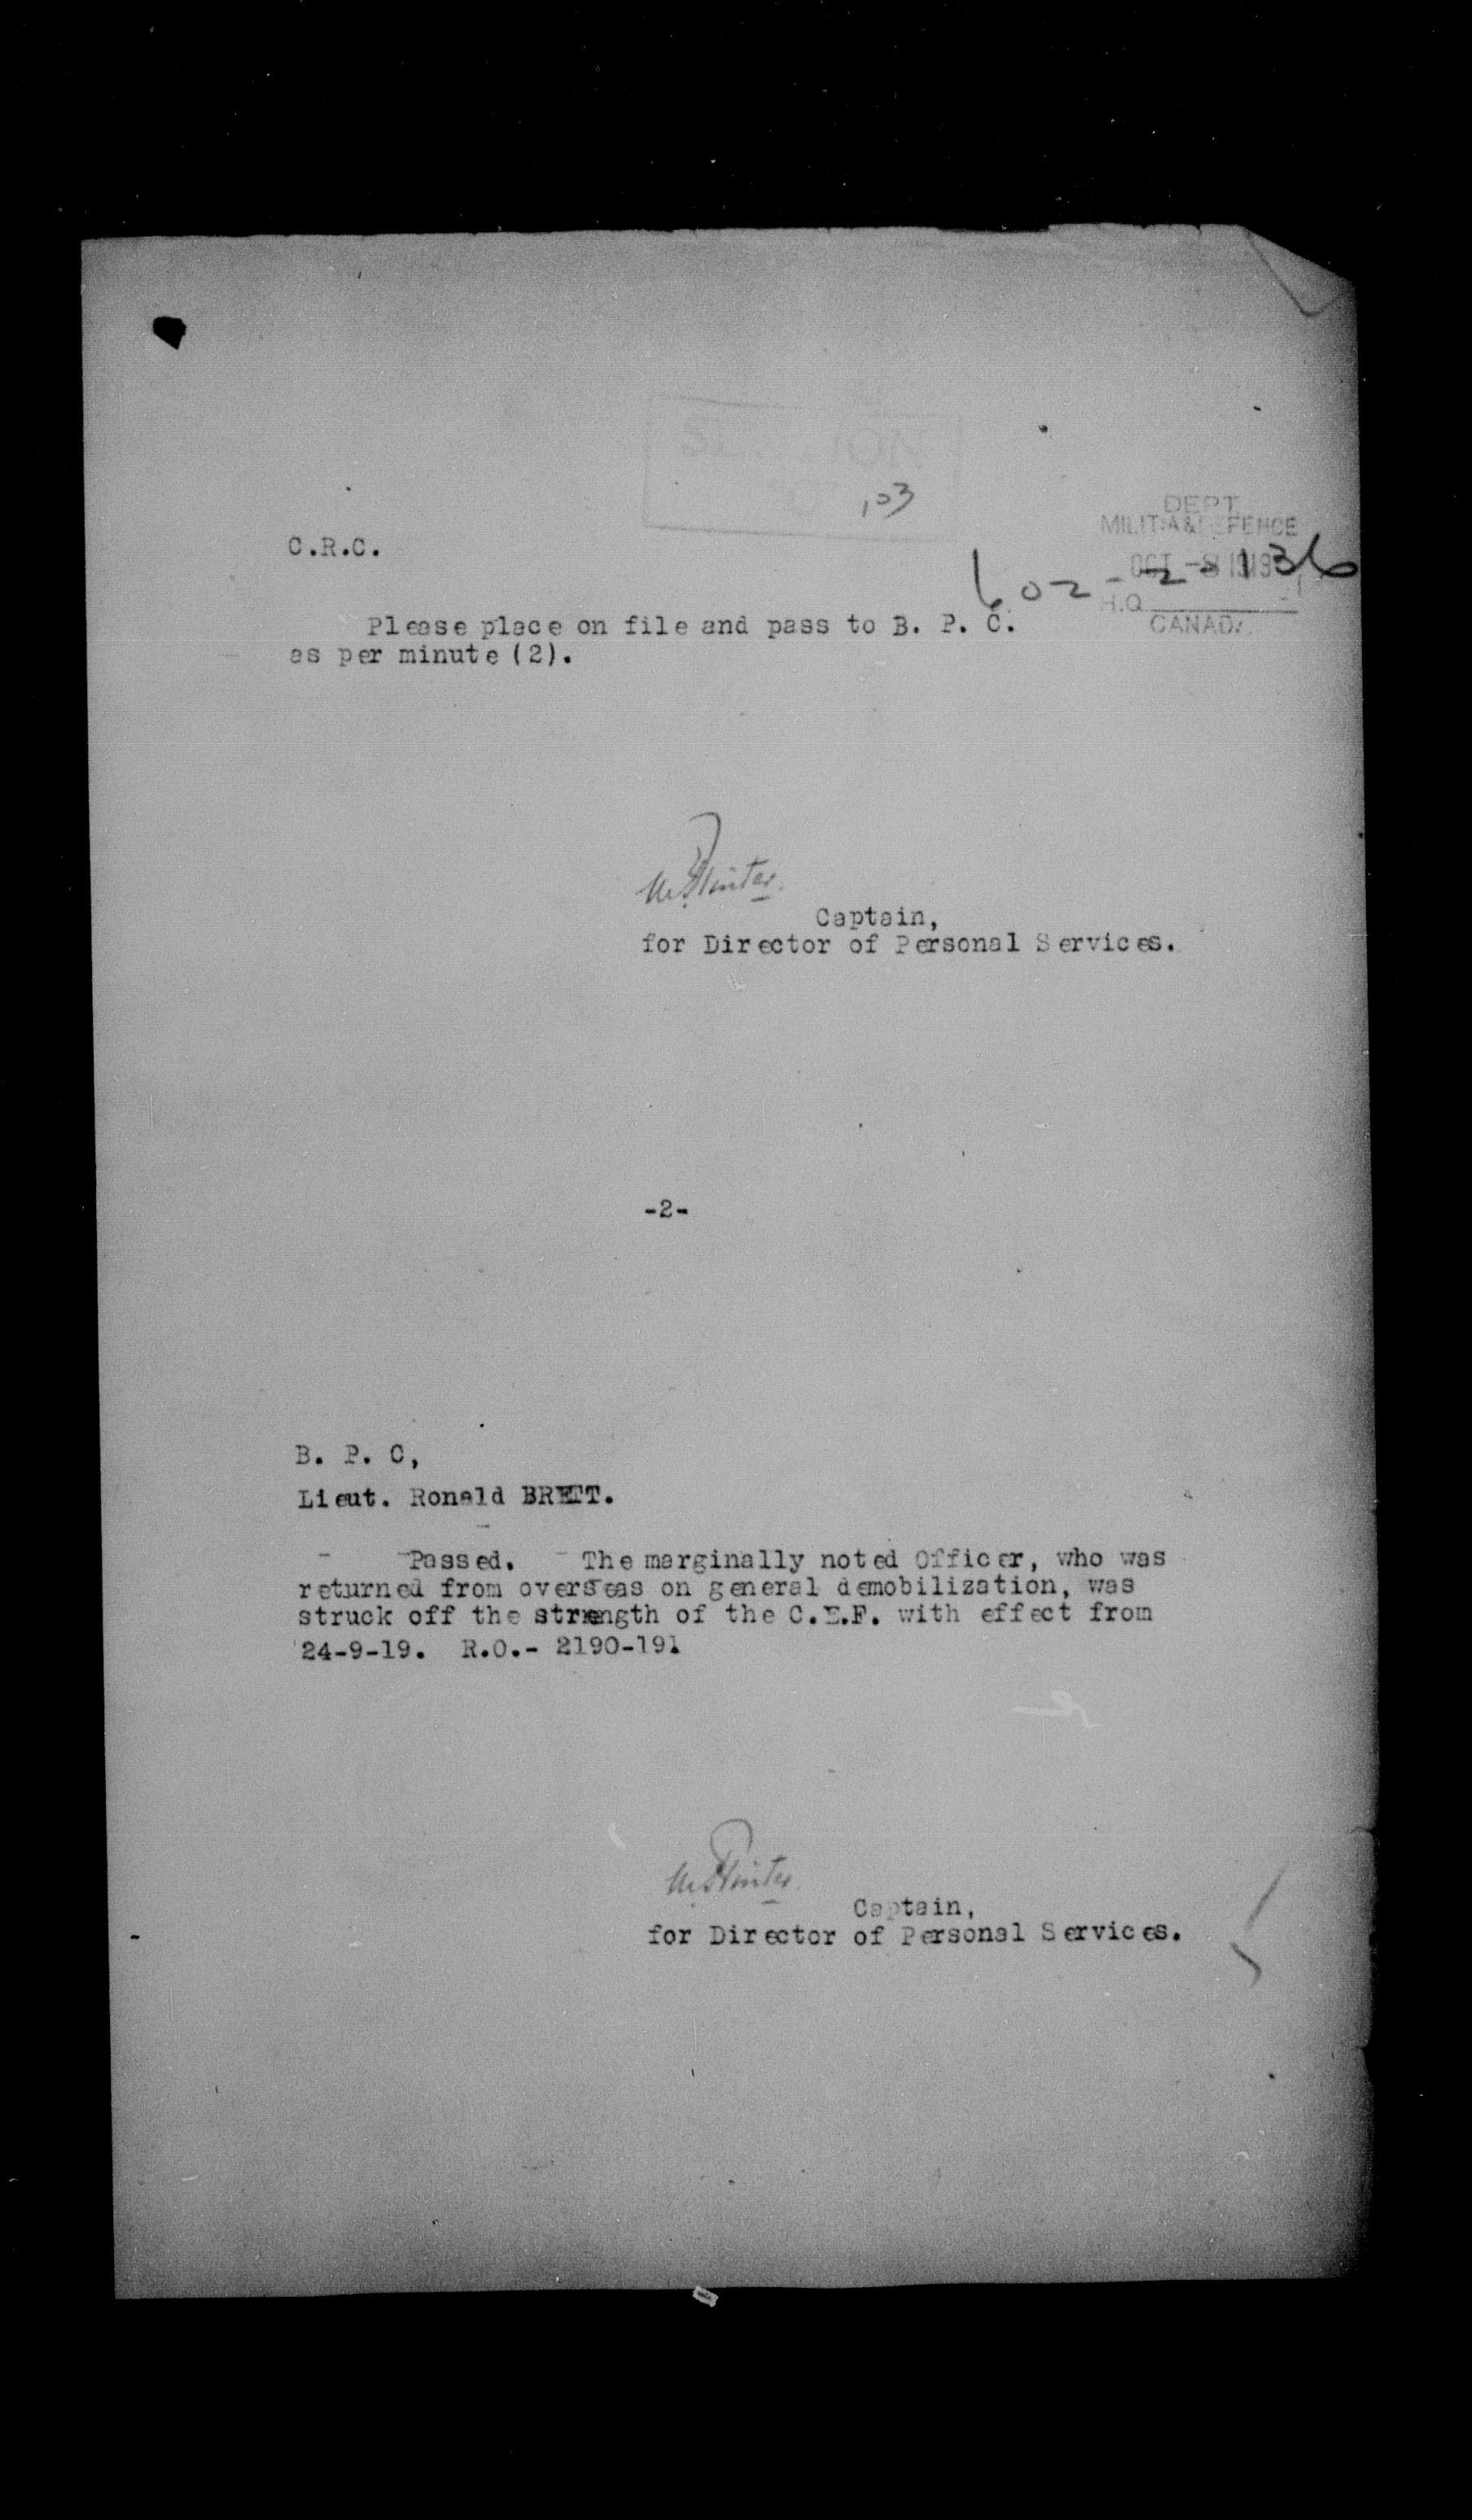 103
DEPT.
MILITIA & DEFENCE
C.R.C.
OCT -8 1919
602-2-136
H.Q.
Please place on file and pass to B. P. C.
CANADA
as per minute (2).
Captain,
for Director of Personal Services.
-2-
B. P. C,
Lieut. Ronald BRETT.
Passed. The marginally noted Officer, who was
returned from overseas on general demobilization, was
struck off the strength of the C.E.F. with effect from
24-9-19. R.O.- 2190-191
Captain,
for Director of Personal Services.